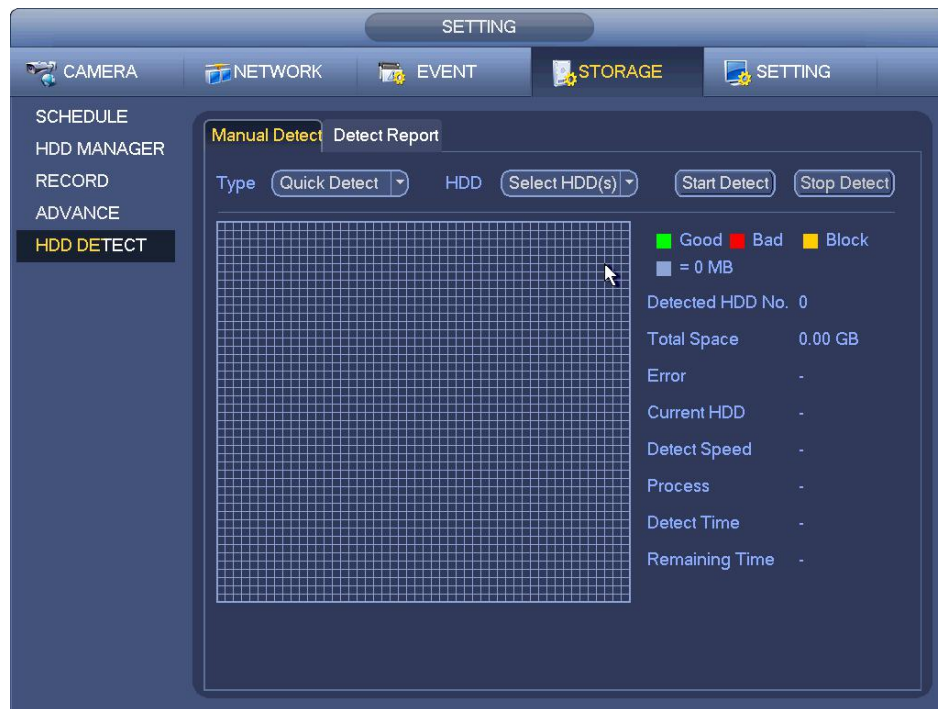 SETTING
CAMERA NETWORK EVENT STORAGE SETTING
SCHEDULE
HDD MANAGER
RECORD
ADVANCE
HDD DETECT
Manual Detect Detect Report
Type Quick Detect HDD Select HDD(s) Start Detect Stop Detect
Good Bad Block
= 0 MB
Detected HDD No. 0
Total Space 0.00 GB
Error -
Current HDD -
Detect Speed -
Process -
Detect Time -
Remaining Time -